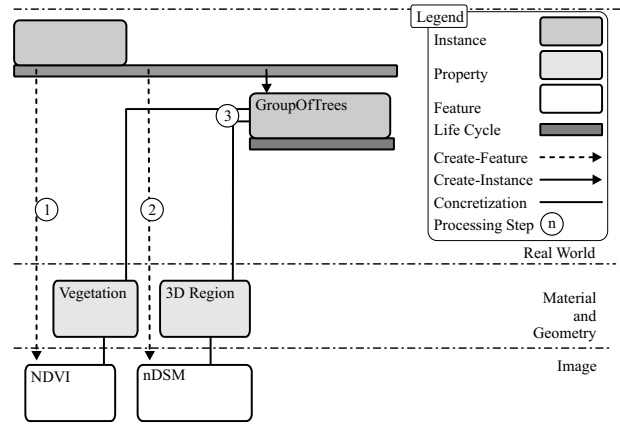 Legend
Instance
Property
Feature
Life Cycle
Create-Feature
Create-Instance
Concretization
Processing Step n
GroupOfTrees
3
1
2
Real World
Vegetation
3D Region
Material
and
Geometry
Image
NDVI
nDSM